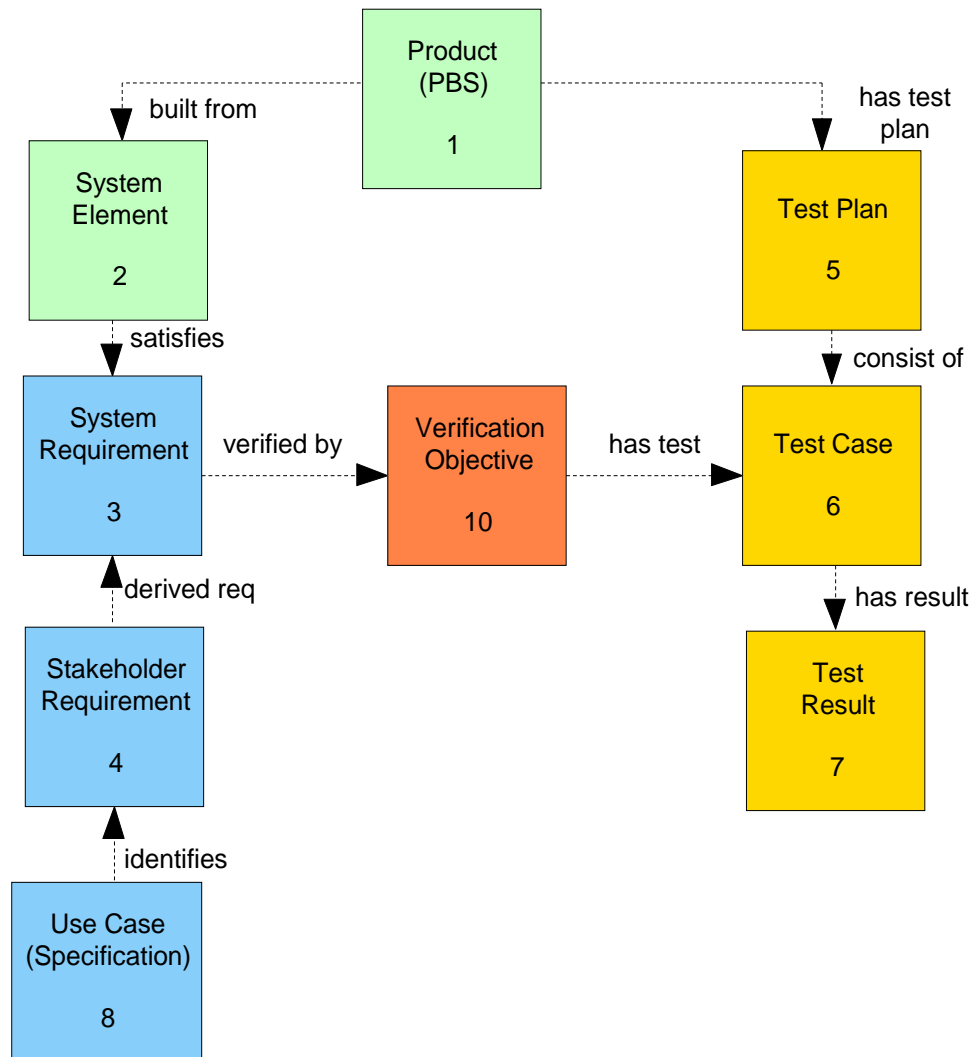 Product
(PBS)
1
built from
has test
plan
System
Element
2
Test Plan
5
satisfies
consist of
System
Requirement
3
verified by
Verification
Objective
10
has test
Test Case
6
derived req
has result
Stakeholder
Requirement
4
Test
Result
7
identifies
Use Case
(Specification)
8